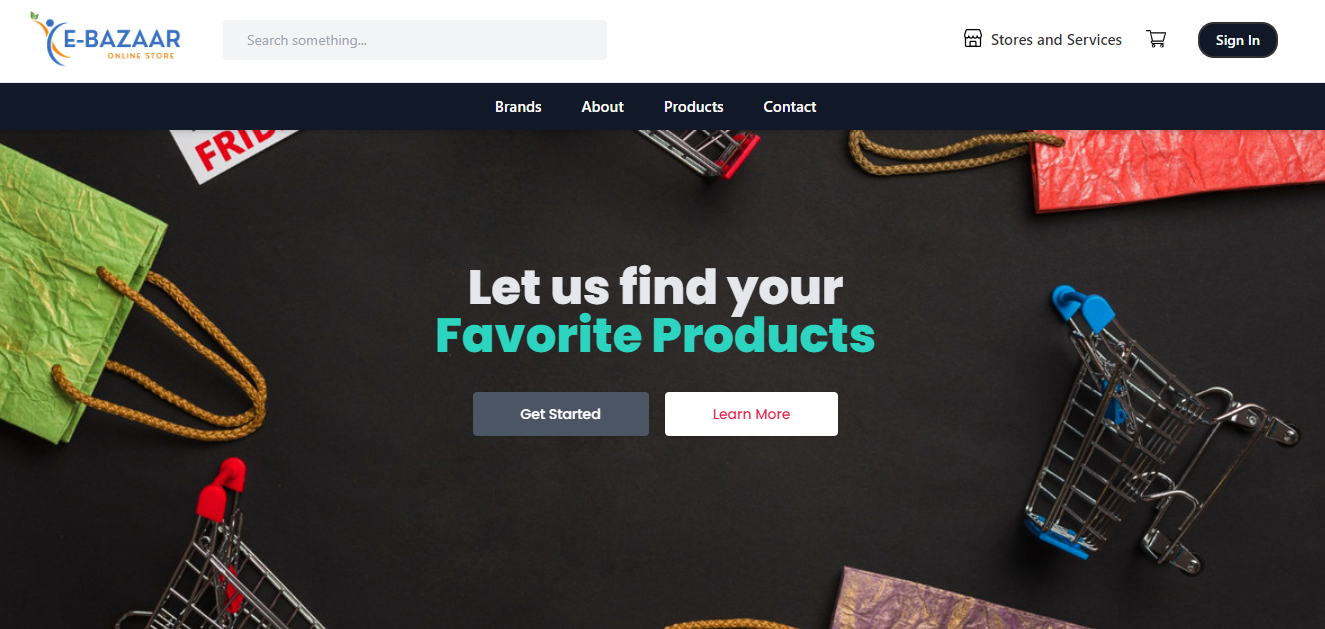 E-BAZAAR
ONLINE STORE
Search something...
Stores and Services
Sign In
Brands
About
Products
Contact
Let us find your
Favorite Products
Get Started
Learn More